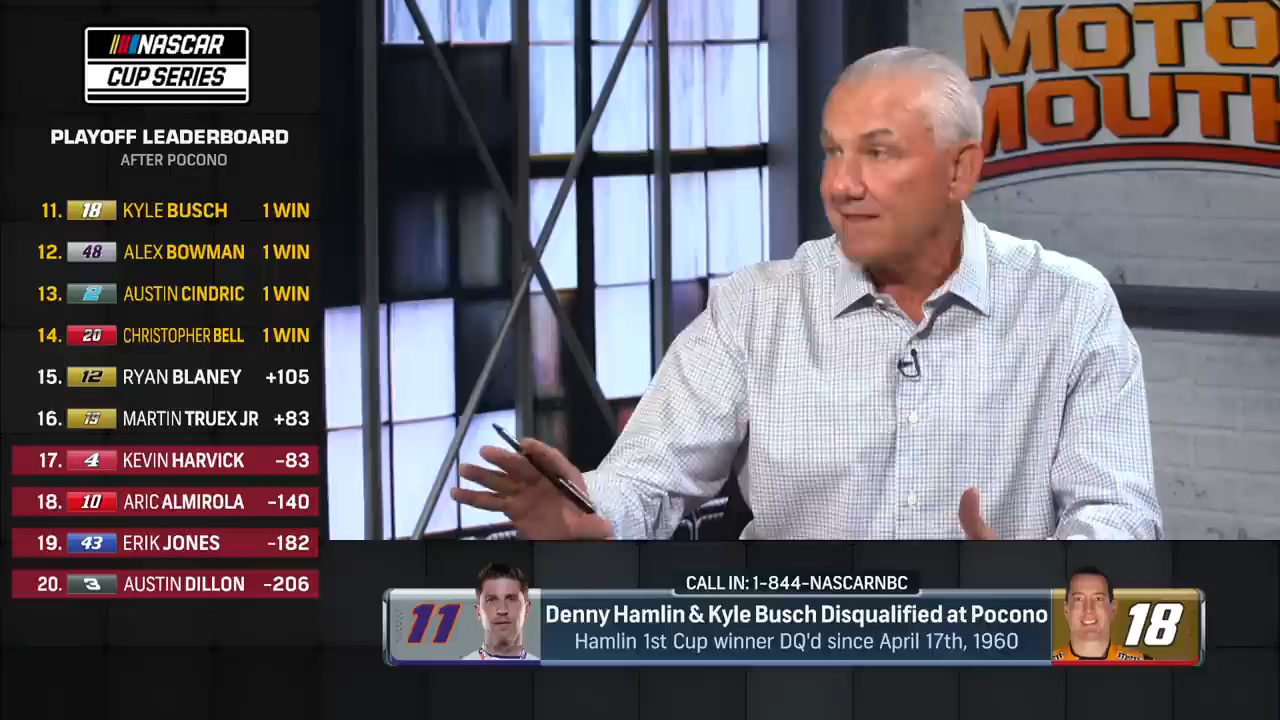 NASCAR
CUP SERIES
PLAYOFF LEADERBOARD
AFTER POCONO
11. 18 KYLE BUSCH 1 WIN
12. 48 ALEX BOWMAN 1 WIN
13. 2 AUSTIN CINDRIC 1 WIN
14. 20 CHRISTOPHER BELL 1 WIN
15. 12 RYAN BLANEY +105
16. 19 MARTIN TRUEX JR +83
17. 4 KEVIN HARVICK -83
18. 10 ARIC ALMIROLA -140
19. 43 ERIK JONES -182
20. 3 AUSTIN DILLON -206
MOTO
MOUTH
CALL IN: 1-844-NASCARNBC
11
Denny Hamlin & Kyle Busch Disqualified at Pocono
Hamlin 1st Cup winner DQ'd since April 17th, 1960
18